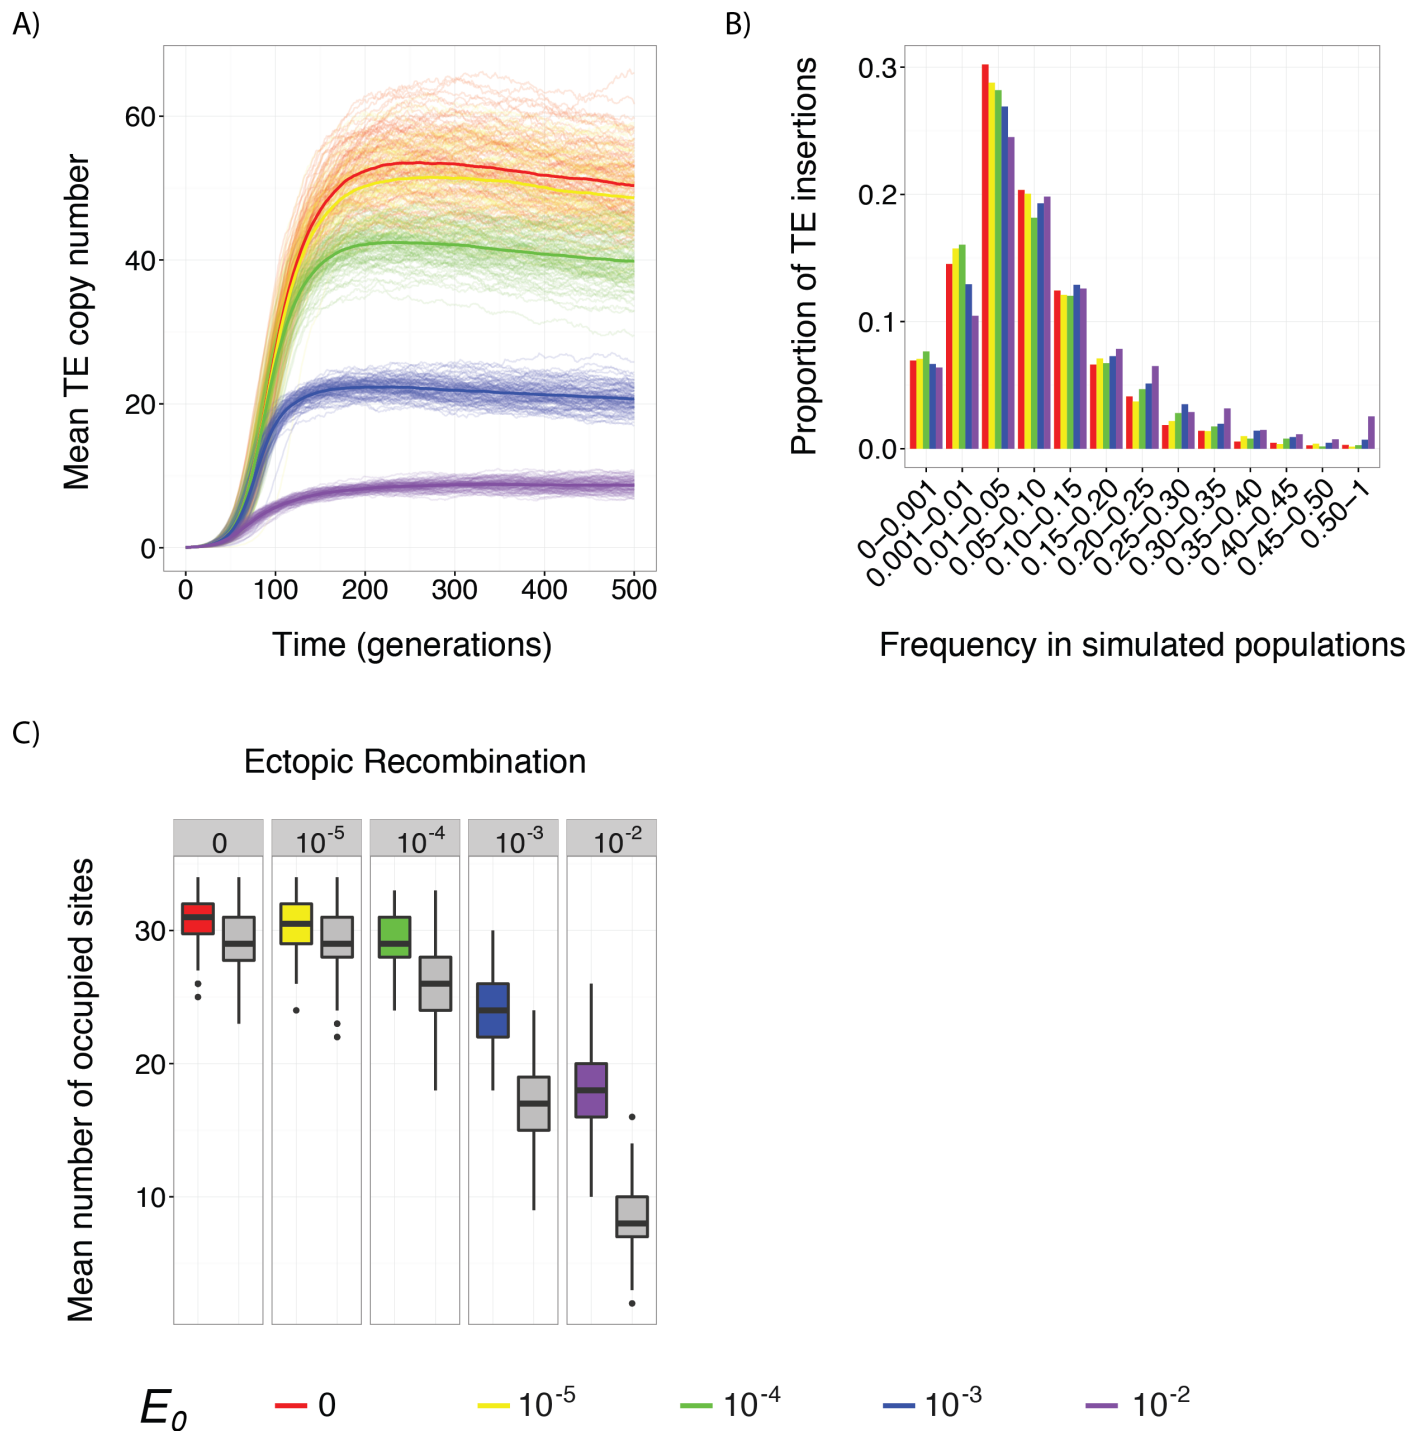 A)
Mean TE copy number
60
40
20
0
0 100 200 300 400 500
Time (generations)
B)
Proportion of TE insertions
0.3
0.2
0.1
0.0
0−0.001
0.001−0.01
0.01−0.05
0.05−0.10
0.10−0.15
0.15−0.20
0.20−0.25
0.25−0.30
0.30−0.35
0.35−0.40
0.40−0.45
0.45−0.50
0.50−1
Frequency in simulated populations
C)
Ectopic Recombination
0 10-5 10-4 10-3 10-2
Mean number of occupied sites
30
20
10
E0 0 10-5 10-4 10-3 10-2